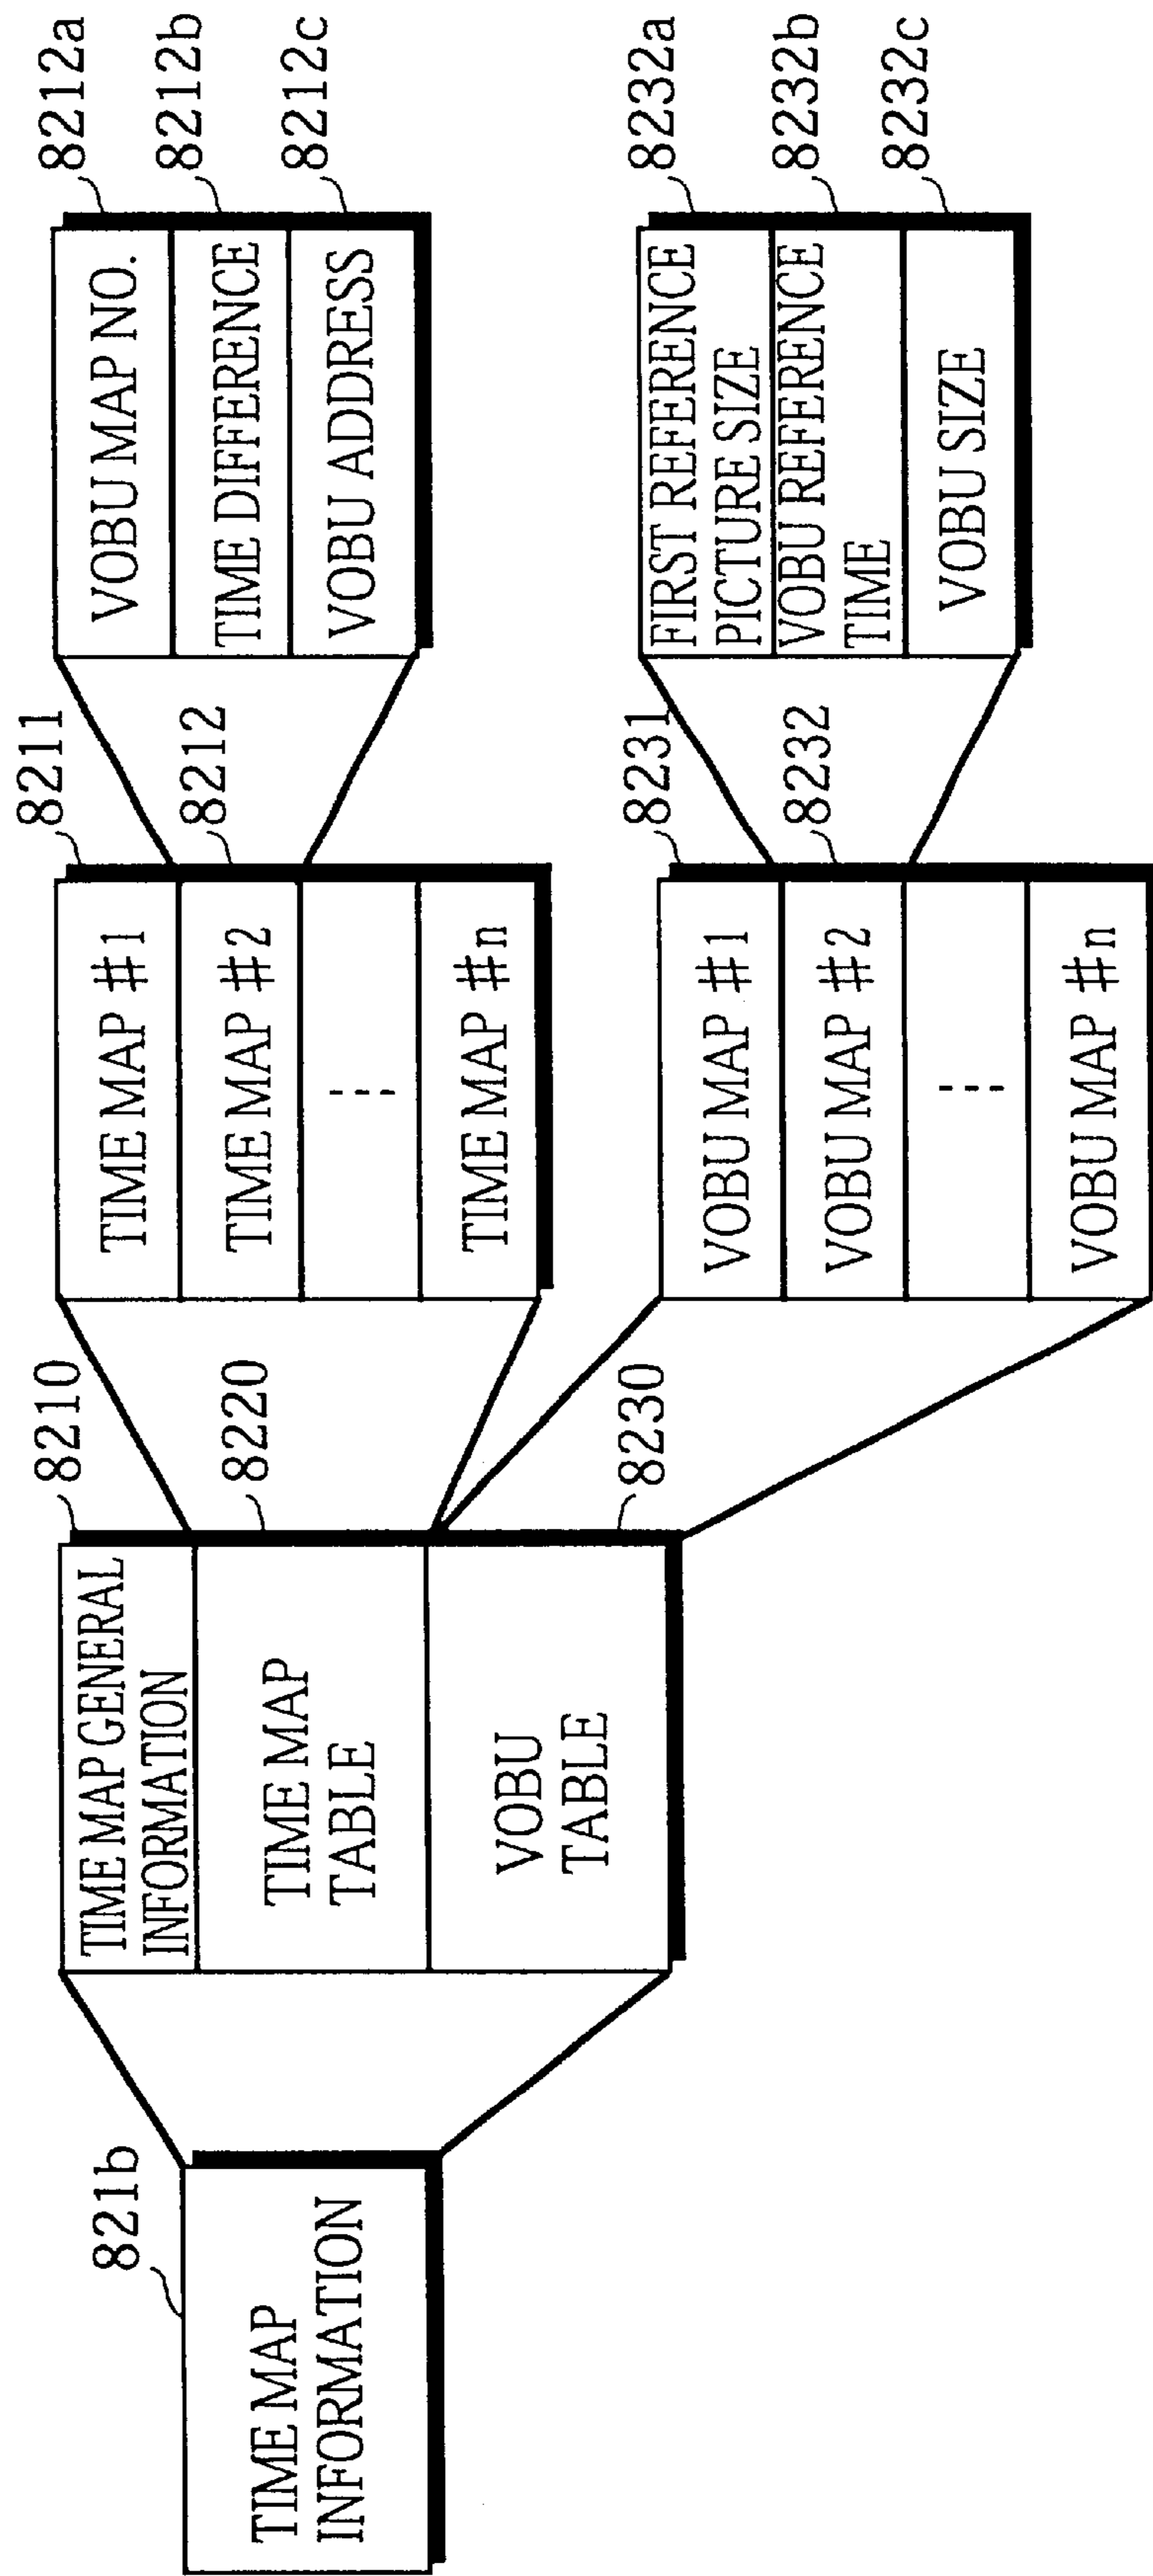 821b
TIME MAP
INFORMATION
8210
TIME MAP GENERAL
INFORMATION
8220
TIME MAP
TABLE
8230
VOBU
TABLE
8211
TIME MAP #1
8212
TIME MAP #2
⋮
TIME MAP #n
8231
VOBU MAP #1
8232
VOBU MAP #2
⋮
VOBU MAP #n
8212a
VOBU MAP NO.
8212b
TIME DIFFERENCE
8212c
VOBU ADDRESS
8232a
FIRST REFERENCE
PICTURE SIZE
8232b
VOBU REFERENCE
TIME
8232c
VOBU SIZE